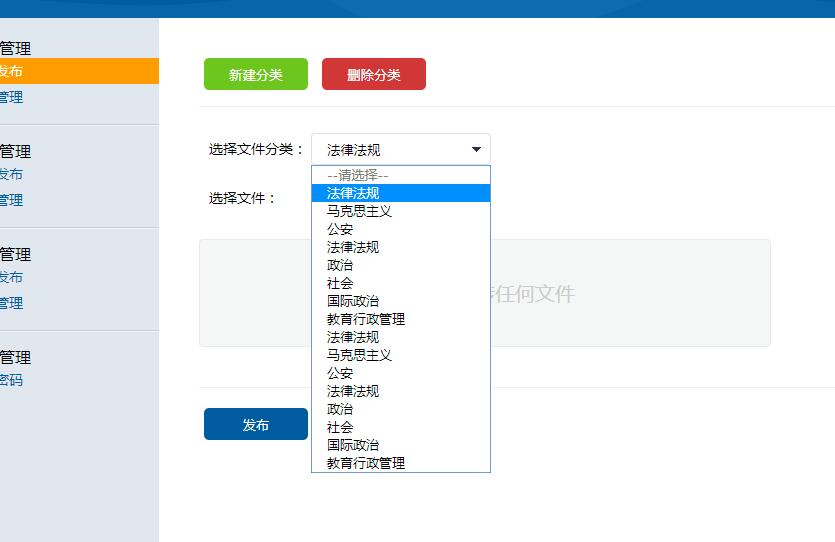 管理
发布
管理
管理
发布
管理
管理
发布
管理
管理
密码
新建分类
删除分类
选择文件分类：
法律法规
--请选择--
法律法规
马克思主义
公安
法律法规
政治
社会
国际政治
教育行政管理
法律法规
马克思主义
公安
法律法规
政治
社会
国际政治
教育行政管理
选择文件：
任何文件
发布